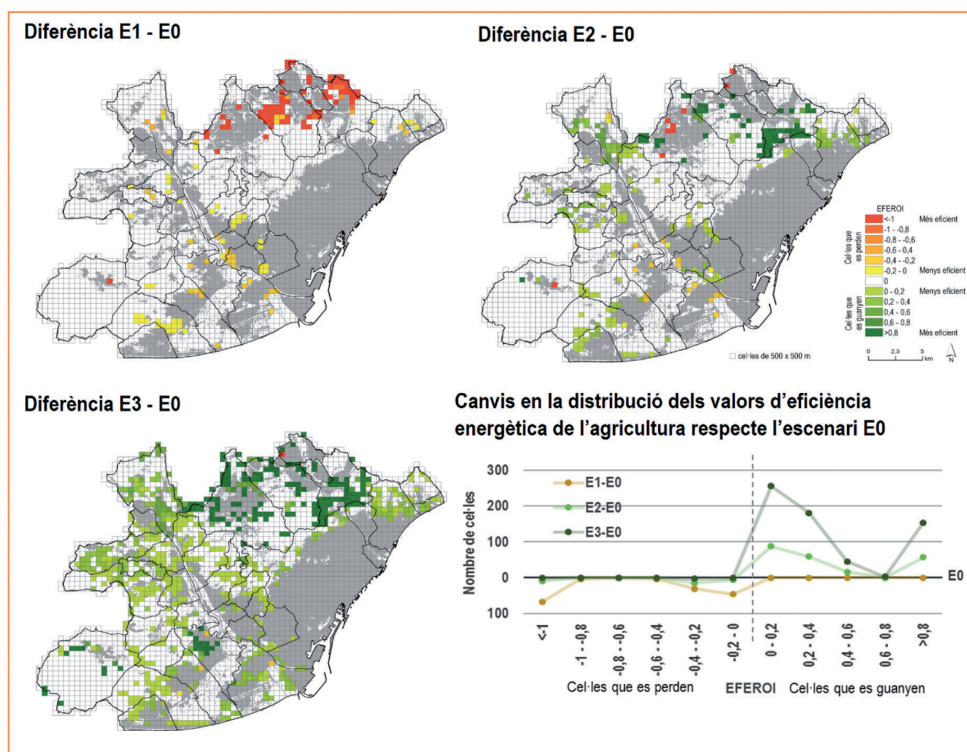 Diferència E1 - E0
Diferència E2 - E0
EFEROI
Cel·les que
es perden
<-1
Més eficient
-1 - -0,8
-0,8 - -0,6
-0,6 - 0,4
-0,4 - -0,2
-0,2 - 0
Menys eficient
0
Cel·les que
es guanyen
0 - 0,2
Menys eficient
0,2 - 0,4
0,4 - 0,6
0,6 - 0,8
>0,8
Més eficient
cel·les de 500 x 500 m
0 2,5 5
km
N
Diferència E3 - E0
Canvis en la distribució dels valors d'eficiència
energètica de l'agricultura respecte l'escenari E0
Nombre de cel·les
300
200
100
0
100
E1-E0
E2-E0
E3-E0
E0
<-1
-1 - -0,8
-0,8 - -0,6
-0,6 - -0,4
-0,4 - -0,2
-0,2 - 0
0 - 0,2
0,2 - 0,4
0,4 - 0,6
0,6 - 0,8
>0,8
Cel·les que es perden EFEROI Cel·les que es guanyen